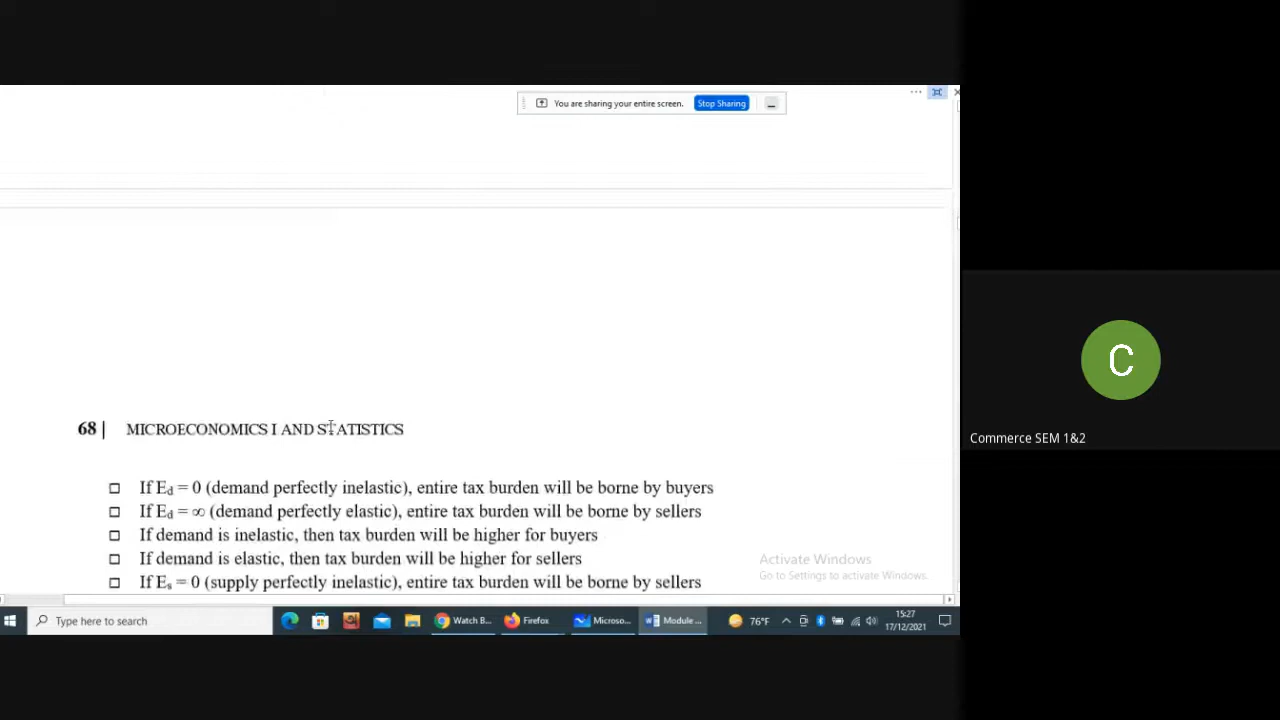 You are sharing your entire screen. Stop Sharing
68 | MICROECONOMICS I AND STATISTICS
☐ If Ed = 0 (demand perfectly inelastic), entire tax burden will be borne by buyers
☐ If Ed = ∞ (demand perfectly elastic), entire tax burden will be borne by sellers
☐ If demand is inelastic, then tax burden will be higher for buyers
☐ If demand is elastic, then tax burden will be higher for sellers
☐ If Es = 0 (supply perfectly inelastic), entire tax burden will be borne by sellers
Activate Windows
Go to Settings to activate Windows.
Type here to search
Watch B...
Firefox
Microso...
Module ...
76°F
15:27
17/12/2021
C
Commerce SEM 1&2